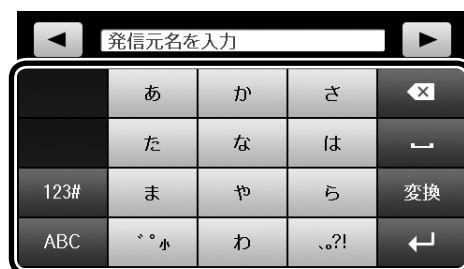 発信元名を入力
あ か さ
た な は
123# ま や ら 変換
ABC ゛゜小 わ 、。?!